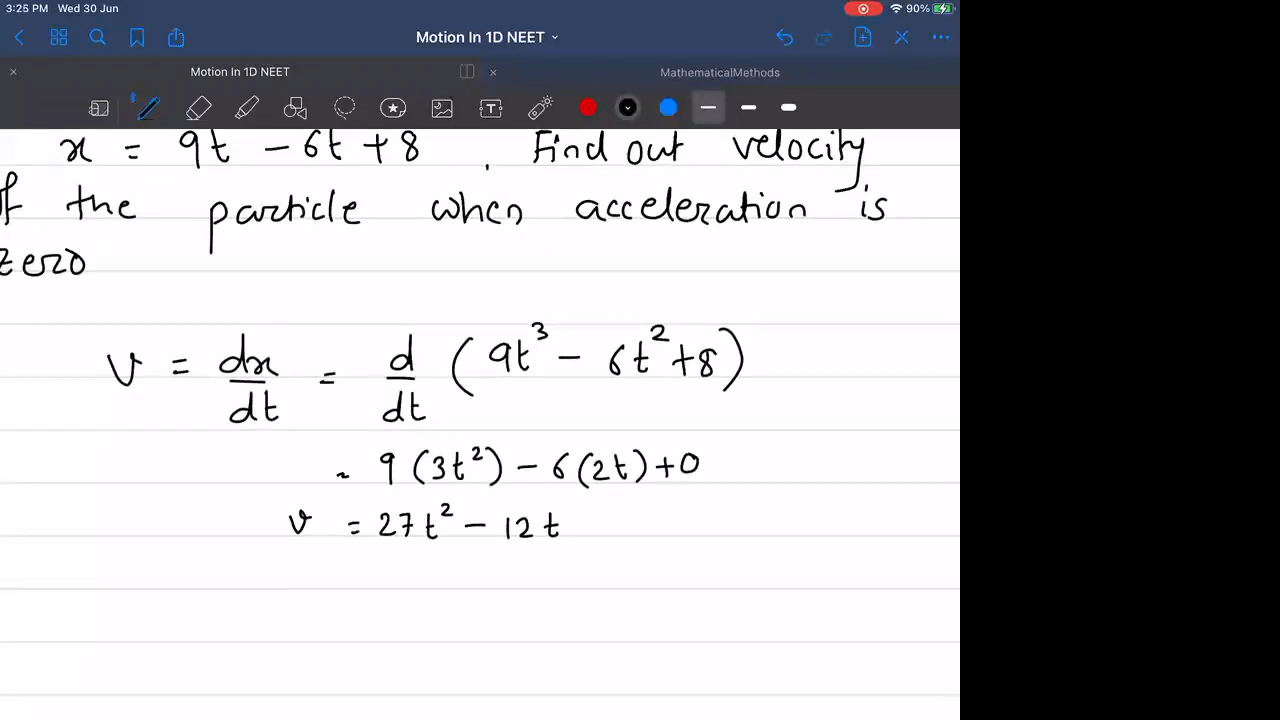 3:25 PM Wed 30 Jun 90%
Motion In 1D NEET
Motion In 1D NEET MathematicalMethods
x = 9t - 6t + 8 . Find out velocity
of the particle when acceleration is
zero
v = dx/dt = d/dt (9t³ - 6t² + 8)
= 9 (3t²) - 6 (2t) + 0
v = 27t² - 12t